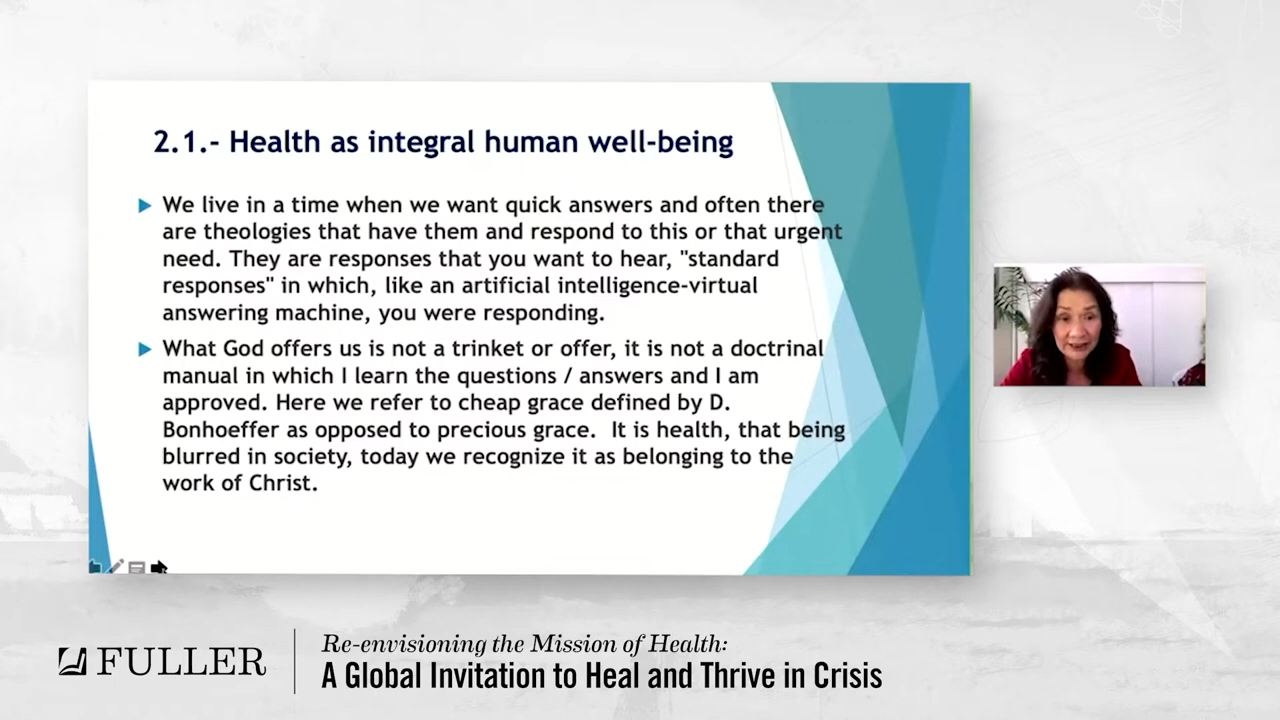 2.1.- Health as integral human well-being
We live in a time when we want quick answers and often there
are theologies that have them and respond to this or that urgent
need. They are responses that you want to hear, "standard
responses" in which, like an artificial intelligence-virtual
answering machine, you were responding.
What God offers us is not a trinket or offer, it is not a doctrinal
manual in which I learn the questions / answers and I am
approved. Here we refer to cheap grace defined by D.
Bonhoeffer as opposed to precious grace.  It is health, that being
blurred in society, today we recognize it as belonging to the
work of Christ.
FULLER
Re-envisioning the Mission of Health:
A Global Invitation to Heal and Thrive in Crisis